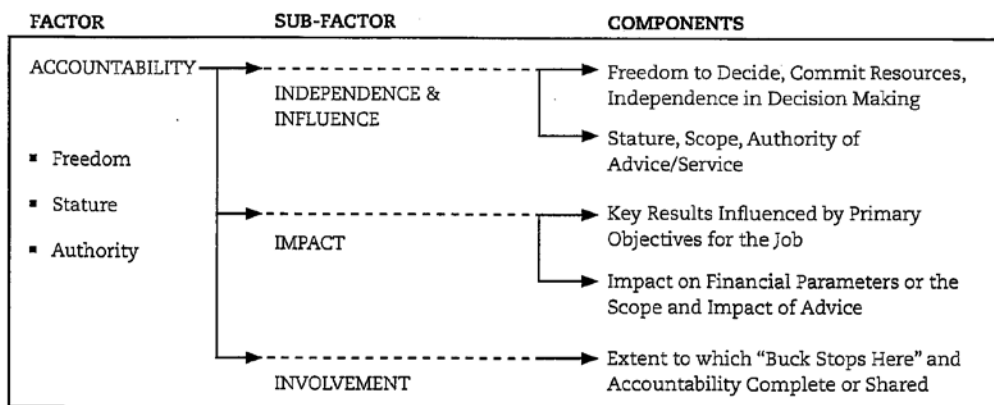 FACTOR
SUB-FACTOR
COMPONENTS
ACCOUNTABILITY
▪ Freedom
▪ Stature
▪ Authority
INDEPENDENCE &
INFLUENCE
Freedom to Decide, Commit Resources,
Independence in Decision Making
Stature, Scope, Authority of
Advice/Service
IMPACT
Key Results Influenced by Primary
Objectives for the Job
Impact on Financial Parameters or the
Scope and Impact of Advice
INVOLVEMENT
Extent to which "Buck Stops Here" and
Accountability Complete or Shared